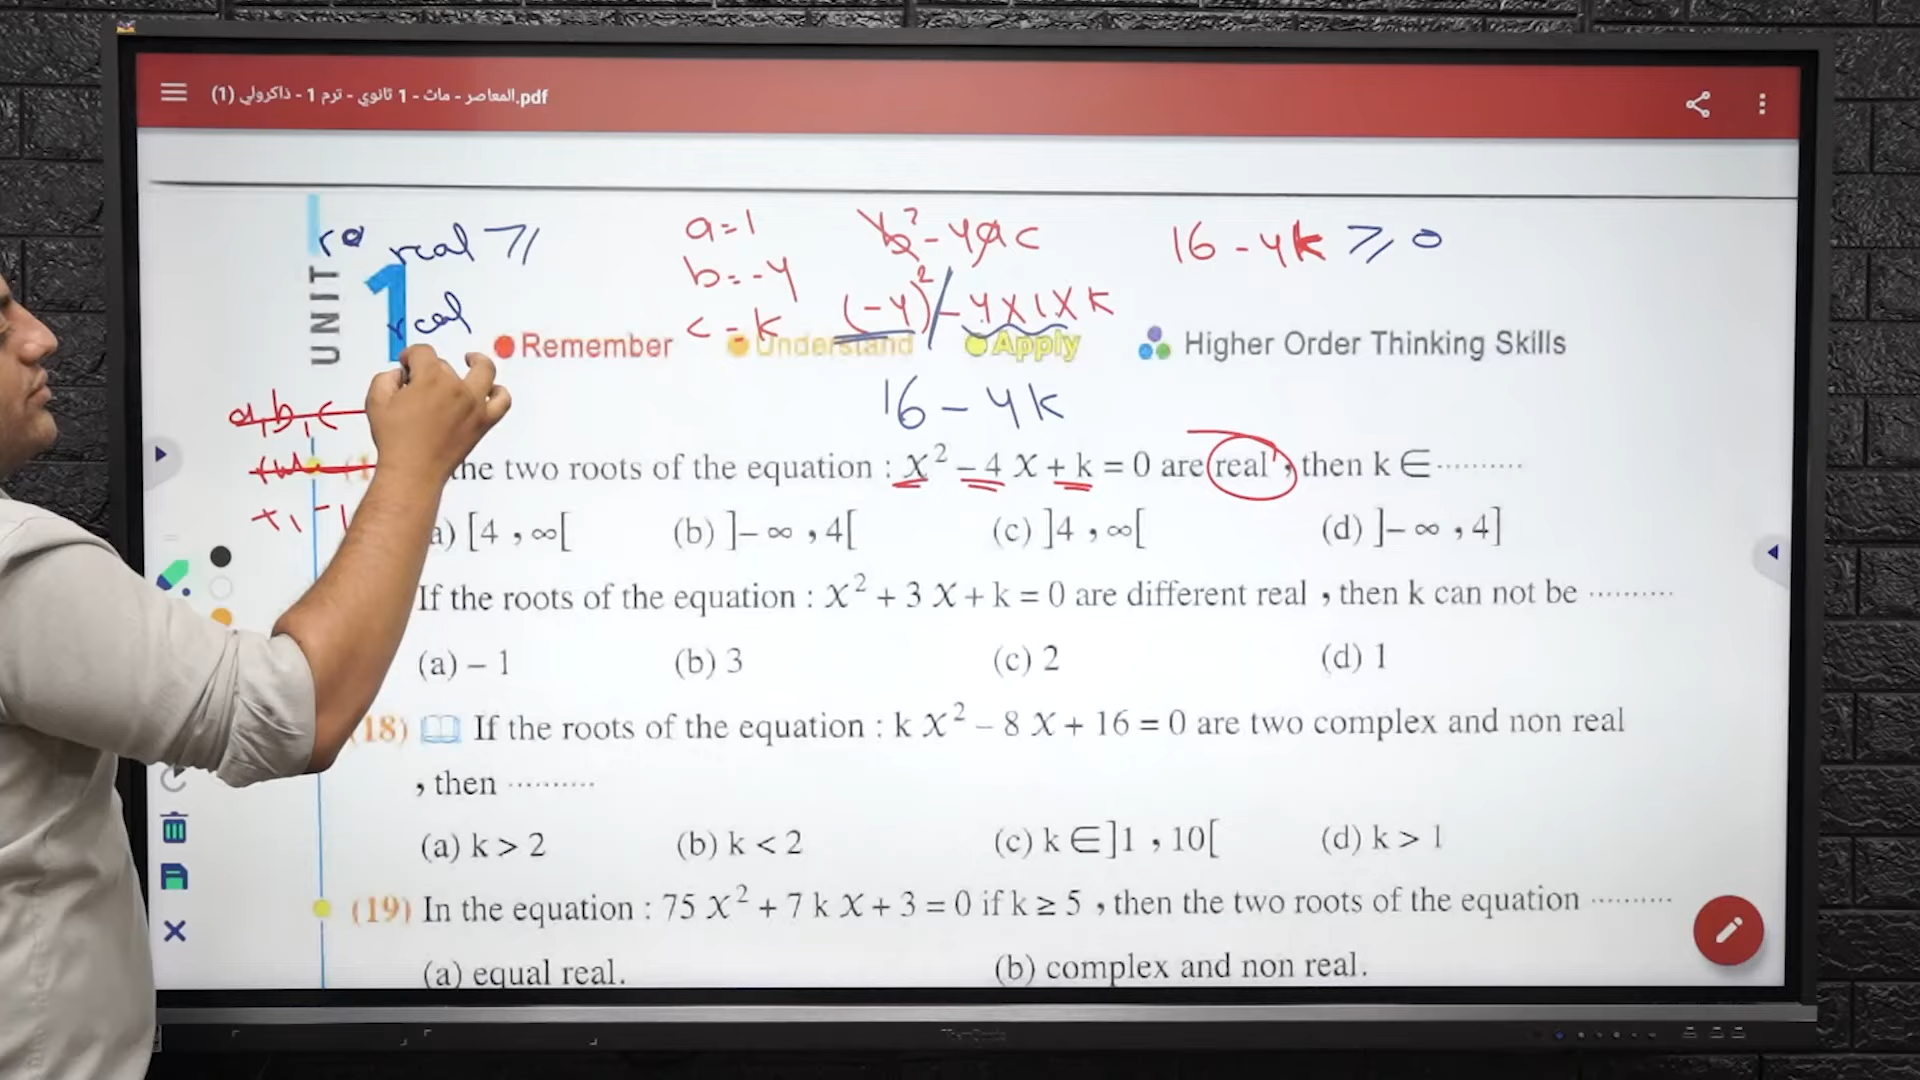 المعاصر - ماث - 1 ثانوي - ترم 1 - ذاكرولي (1).pdf
real ⩾
real
a=1
b=-4
c=k
b²-4ac
(-4)²-4×1×k
16-4k ⩾ 0
UNIT 1
Remember
Understand
Apply
Higher Order Thinking Skills
16-4k
a,b,c
the two roots of the equation : x² – 4 x + k = 0 are real , then k ∈ ..........
a) [4 , ∞[
(b) ]– ∞ , 4[
(c) ]4 , ∞[
(d) ]– ∞ , 4]
If the roots of the equation : x² + 3 x + k = 0 are different real , then k can not be ..........
(a) – 1
(b) 3
(c) 2
(d) 1
(18) If the roots of the equation : k x² – 8 x + 16 = 0 are two complex and non real
, then ..........
(a) k > 2
(b) k < 2
(c) k ∈ ]1 , 10[
(d) k > 1
(19) In the equation : 75 x² + 7 k x + 3 = 0 if k ≥ 5 , then the two roots of the equation ..........
(a) equal real.
(b) complex and non real.